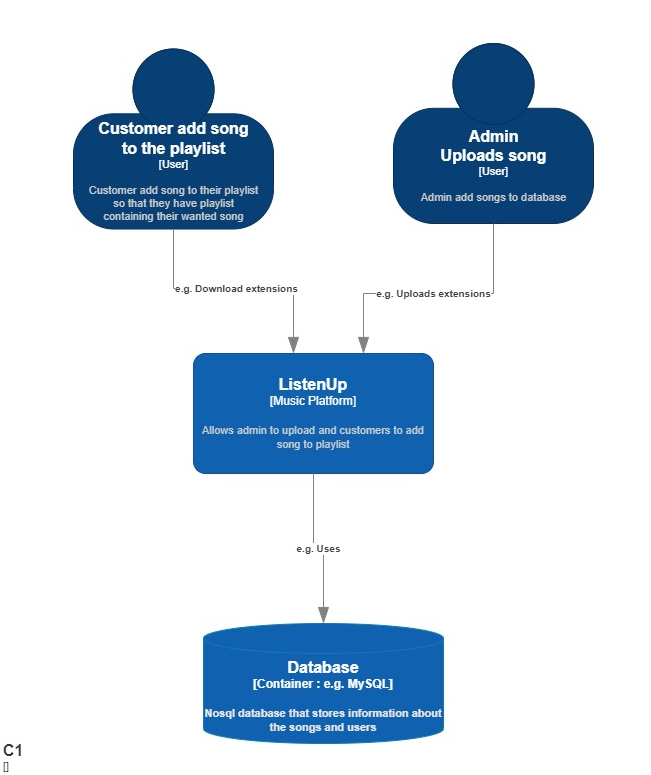 Customer add song
to the playlist
[User]
Customer add song to their playlist
so that they have playlist
containing their wanted song
Admin
Uploads song
[User]
Admin add songs to database
e.g. Download extensions
e.g. Uploads extensions
ListenUp
[Music Platform]
Allows admin to upload and customers to add
song to playlist
e.g. Uses
Database
[Container : e.g. MySQL]
Nosql database that stores information about
the songs and users
C1
▯